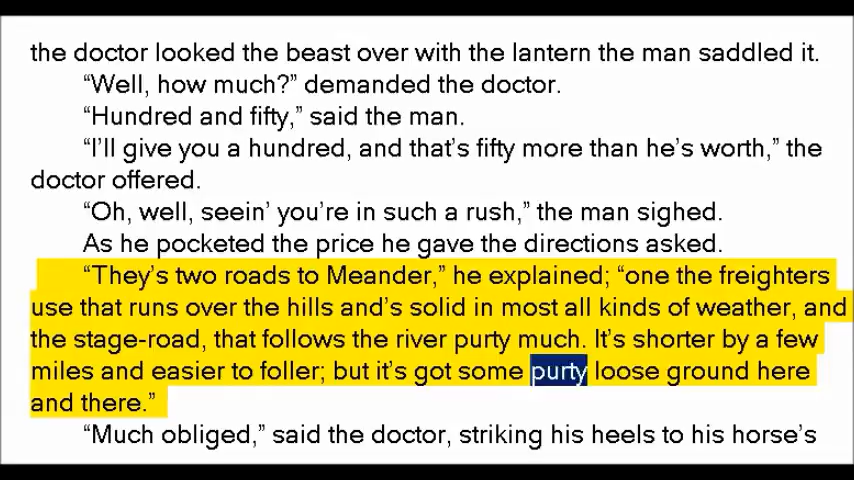 the doctor looked the beast over with the lantern the man saddled it.
“Well, how much?” demanded the doctor.
“Hundred and fifty,” said the man.
“I’ll give you a hundred, and that’s fifty more than he’s worth,” the
doctor offered.
“Oh, well, seein’ you’re in such a rush,” the man sighed.
As he pocketed the price he gave the directions asked.
“They’s two roads to Meander,” he explained; “one the freighters
use that runs over the hills and’s solid in most all kinds of weather, and
the stage-road, that follows the river purty much. It’s shorter by a few
miles and easier to foller; but it’s got some purty loose ground here
and there.”
“Much obliged,” said the doctor, striking his heels to his horse’s